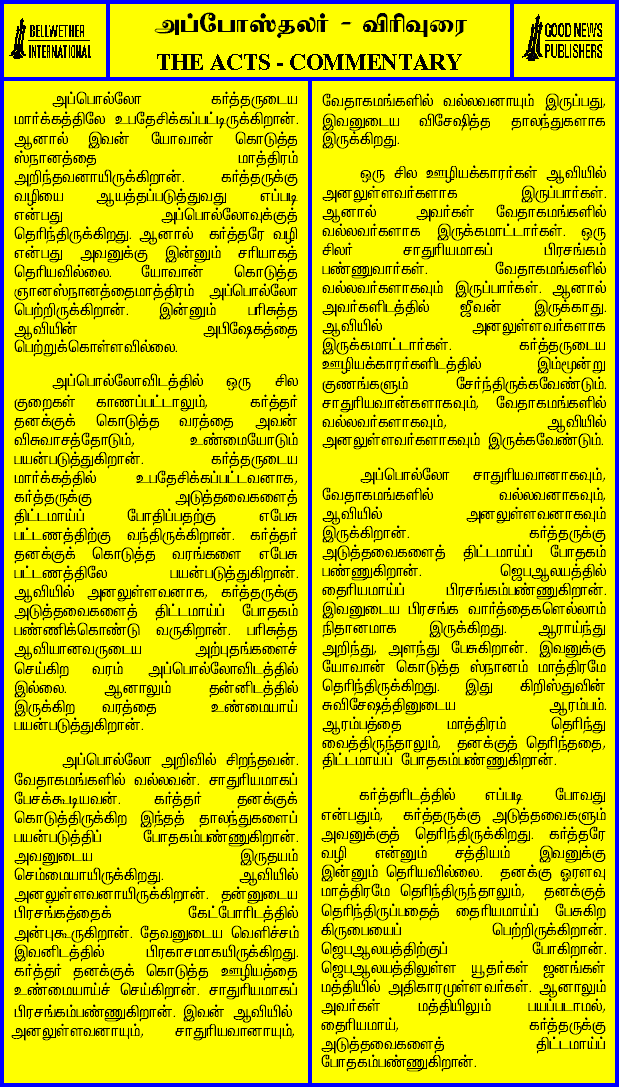 BELLWETHER
INTERNATIONAL
அப்போஸ்தலர் - விரிவுரை
THE ACTS - COMMENTARY
GOOD NEWS
PUBLISHERS
அப்பொல்லோ கர்த்தருடைய
மார்க்கத்திலே உபதேசிக்கப்பட்டிருக்கிறான்.
ஆனால் இவன் யோவான் கொடுத்த
ஸ்நானத்தை மாத்திரம்
அறிந்தவனாயிருக்கிறான். கர்த்தருக்கு
வழியை ஆயத்தப்படுத்துவது எப்படி
என்பது அப்பொல்லோவுக்குத்
தெரிந்திருக்கிறது. ஆனால் கர்த்தரே வழி
என்பது அவனுக்கு இன்னும் சரியாகத்
தெரியவில்லை. யோவான் கொடுத்த
ஞானஸ்நானத்தைமாத்திரம் அப்பொல்லோ
பெற்றிருக்கிறான். இன்னும் பரிசுத்த
ஆவியின் அபிஷேகத்தை
பெற்றுக்கொள்ளவில்லை.
அப்பொல்லோவிடத்தில் ஒரு சில
குறைகள் காணப்பட்டாலும், கர்த்தர்
தனக்குக் கொடுத்த வரத்தை அவன்
விசுவாசத்தோடும், உண்மையோடும்
பயன்படுத்துகிறான். கர்த்தருடைய
மார்க்கத்தில் உபதேசிக்கப்பட்டவனாக,
கர்த்தருக்கு அடுத்தவைகளைத்
திட்டமாய்ப் போதிப்பதற்கு எபேசு
பட்டணத்திற்கு வந்திருக்கிறான். கர்த்தர்
தனக்குக் கொடுத்த வரங்களை எபேசு
பட்டணத்திலே பயன்படுத்துகிறான்.
ஆவியில் அனலுள்ளவனாக, கர்த்தருக்கு
அடுத்தவைகளைத் திட்டமாய்ப் போதகம்
பண்ணிக்கொண்டு வருகிறான். பரிசுத்த
ஆவியானவருடைய அற்புதங்களைச்
செய்கிற வரம் அப்பொல்லோவிடத்தில்
இல்லை. ஆனாலும் தன்னிடத்தில்
இருக்கிற வரத்தை உண்மையாய்
பயன்படுத்துகிறான்.
அப்பொல்லோ அறிவில் சிறந்தவன்.
வேதாகமங்களில் வல்லவன். சாதுரியமாகப்
பேசக்கூடியவன். கர்த்தர் தனக்குக்
கொடுத்திருக்கிற இந்தத் தாலந்துகளைப்
பயன்படுத்திப் போதகம்பண்ணுகிறான்.
அவனுடைய இருதயம்
செம்மையாயிருக்கிறது. ஆவியில்
அனலுள்ளவனாயிருக்கிறான். தன்னுடைய
பிரசங்கத்தைக் கேட்போரிடத்தில்
அன்புகூருகிறான். தேவனுடைய வெளிச்சம்
இவனிடத்தில் பிரகாசமாகயிருக்கிறது.
கர்த்தர் தனக்குக் கொடுத்த ஊழியத்தை
உண்மையாய்ச் செய்கிறான். சாதுரியமாகப்
பிரசங்கம்பண்ணுகிறான். இவன் ஆவியில்
அனலுள்ளவனாயும், சாதுரியவானாயும்,
வேதாகமங்களில் வல்லவனாயும் இருப்பது,
இவனுடைய விசேஷித்த தாலந்துகளாக
இருக்கிறது.
ஒரு சில ஊழியக்காரர்கள் ஆவியில்
அனலுள்ளவர்களாக இருப்பார்கள்.
ஆனால் அவர்கள் வேதாகமங்களில்
வல்லவர்களாக இருக்கமாட்டார்கள். ஒரு
சிலர் சாதுரியமாகப் பிரசங்கம்
பண்ணுவார்கள். வேதாகமங்களில்
வல்லவர்களாகவும் இருப்பார்கள். ஆனால்
அவர்களிடத்தில் ஜீவன் இருக்காது.
ஆவியில் அனலுள்ளவர்களாக
இருக்கமாட்டார்கள். கர்த்தருடைய
ஊழியக்காரர்களிடத்தில் இம்மூன்று
குணங்களும் சேர்ந்திருக்கவேண்டும்.
சாதுரியவான்களாகவும், வேதாகமங்களில்
வல்லவர்களாகவும், ஆவியில்
அனலுள்ளவர்களாகவும் இருக்கவேண்டும்.
அப்பொல்லோ சாதுரியவானாகவும்,
வேதாகமங்களில் வல்லவனாகவும்,
ஆவியில் அனலுள்ளவனாகவும்
இருக்கிறான். கர்த்தருக்கு
அடுத்தவைகளைத் திட்டமாய்ப் போதகம்
பண்ணுகிறான். ஜெபஆலயத்தில்
தைரியமாய்ப் பிரசங்கம்பண்ணுகிறான்.
இவனுடைய பிரசங்க வார்த்தைகளெல்லாம்
நிதானமாக இருக்கிறது. ஆராய்ந்து
அறிந்து, அளந்து பேசுகிறான். இவனுக்கு
யோவான் கொடுத்த ஸ்நானம் மாத்திரமே
தெரிந்திருக்கிறது. இது கிறிஸ்துவின்
சுவிசேஷத்தினுடைய ஆரம்பம்.
ஆரம்பத்தை மாத்திரம் தெரிந்து
வைத்திருந்தாலும், தனக்குத் தெரிந்ததை,
திட்டமாய்ப் போதகம்பண்ணுகிறான்.
கர்த்தரிடத்தில் எப்படி போவது
என்பதும், கர்த்தருக்கு அடுத்தவைகளும்
அவனுக்குத் தெரிந்திருக்கிறது. கர்த்தரே
வழி என்னும் சத்தியம் இவனுக்கு
இன்னும் தெரியவில்லை. தனக்கு ஓரளவு
மாத்திரமே தெரிந்திருந்தாலும், தனக்குத்
தெரிந்திருப்பதைத் தைரியமாய்ப் பேசுகிற
கிருபையைப் பெற்றிருக்கிறான்.
ஜெபஆலயத்திற்குப் போகிறான்.
ஜெபஆலயத்திலுள்ள யூதர்கள் ஜனங்கள்
மத்தியில் அதிகாரமுள்ளவர்கள். ஆனாலும்
அவர்கள் மத்தியிலும் பயப்படாமல்,
தைரியமாய், கர்த்தருக்கு
அடுத்தவைகளைத் திட்டமாய்ப்
போதகம்பண்ணுகிறான்.